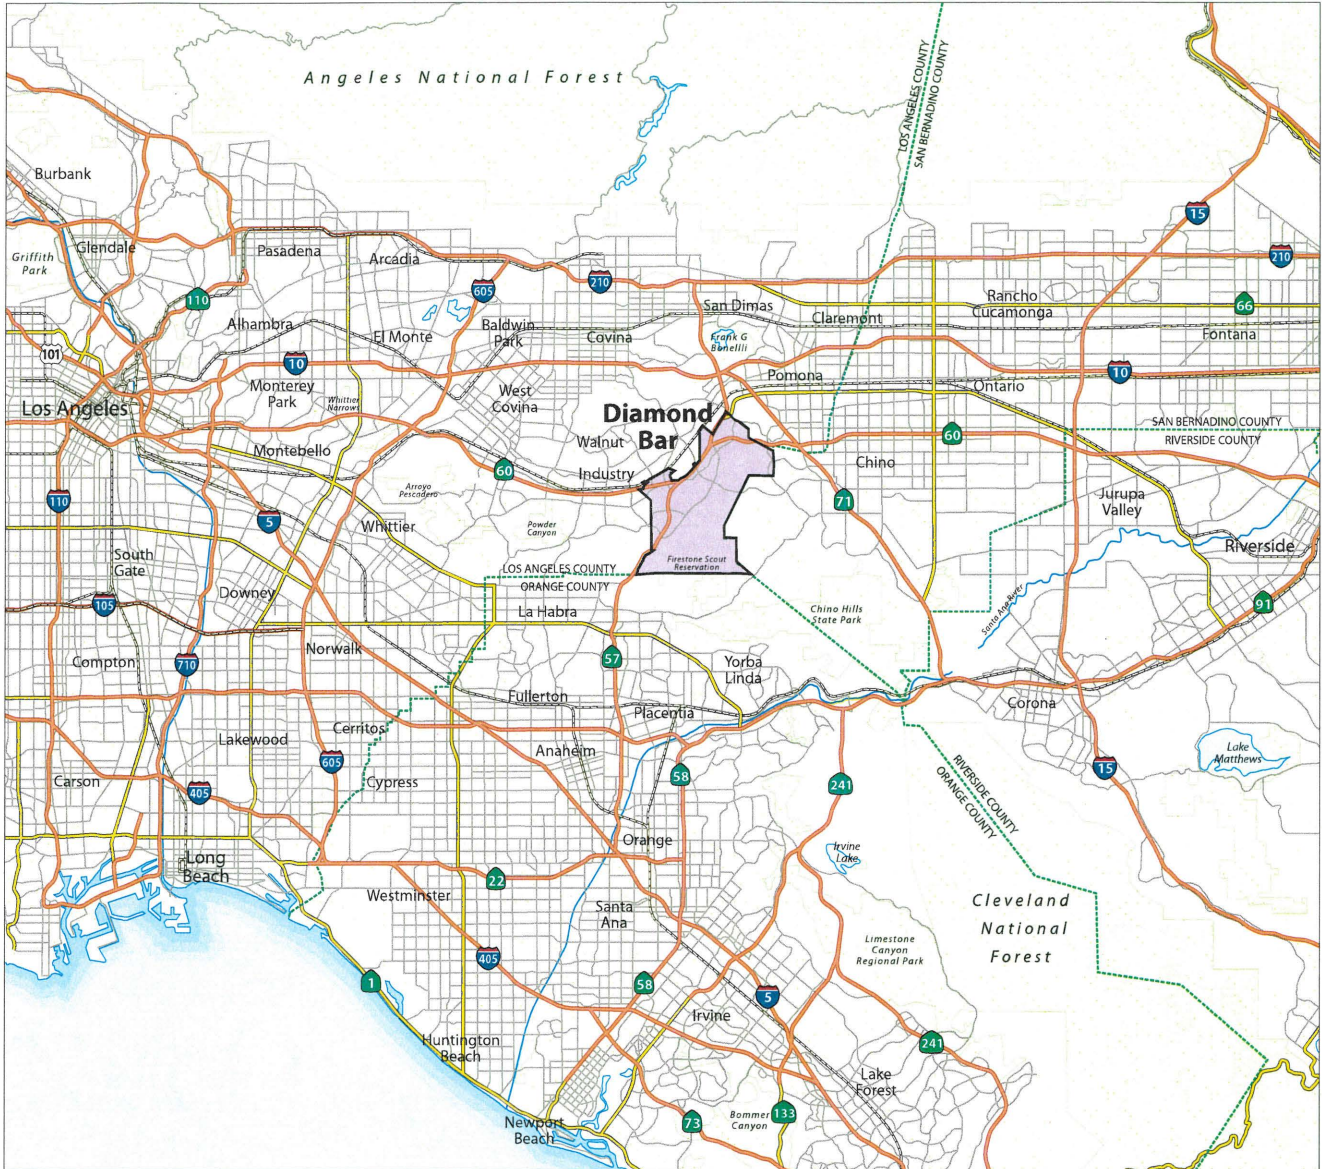 Angeles National Forest
LOS ANGELES COUNTY
SAN BERNADINO COUNTY
Burbank
15
Griffith
Park
Glendale
Pasadena
Arcadia
210
210
605
110
San Dimas
Rancho
Cucamonga
66
Alhambra
El Monte
Baldwin
Park
Covina
Frank G
Bonellli
Claremont
Fontana
101
10
Pomona
10
Monterey
Park
Whittier
Narrows
West
Covina
Ontario
Los Angeles
Diamond
Bar
Walnut
SAN BERNADINO COUNTY
RIVERSIDE COUNTY
60
Montebello
Industry
60
Chino
Arroyo
Pescadero
110
5
71
Jurupa
Valley
Whittier
Powder
Canyon
South
Gate
Firestone Scout
Reservation
Riverside
LOS ANGELES COUNTY
ORANGE COUNTY
Downey
La Habra
Chino Hills
State Park
Santa Ana River
105
91
Compton
710
Norwalk
57
Yorba
Linda
Fullerton
Placentia
Corona
Lakewood
Cerritos
Anaheim
Lake
Matthews
605
58
15
Carson
405
Cypress
241
RIVERSIDE COUNTY
ORANGE COUNTY
Orange
Irvine
Lake
Long
Beach
22
Westminster
Santa
Ana
Cleveland
National
Forest
Limestone
Canyon
Regional Park
405
1
58
5
Irvine
Huntington
Beach
241
Lake
Forest
Newport
Beach
73
Bommer
Canyon
133